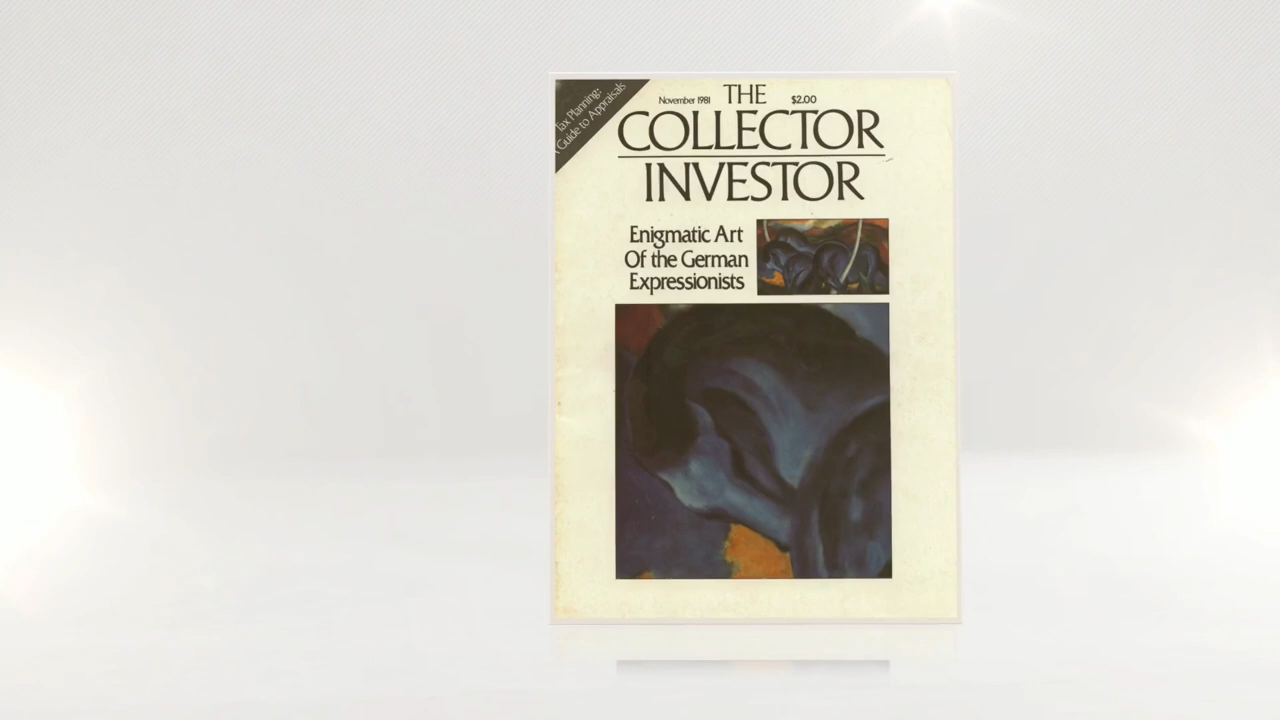 Tax Planning:
Guide to Appraisals
November 1981 THE $2.00
COLLECTOR
INVESTOR
Enigmatic Art
Of the German
Expressionists